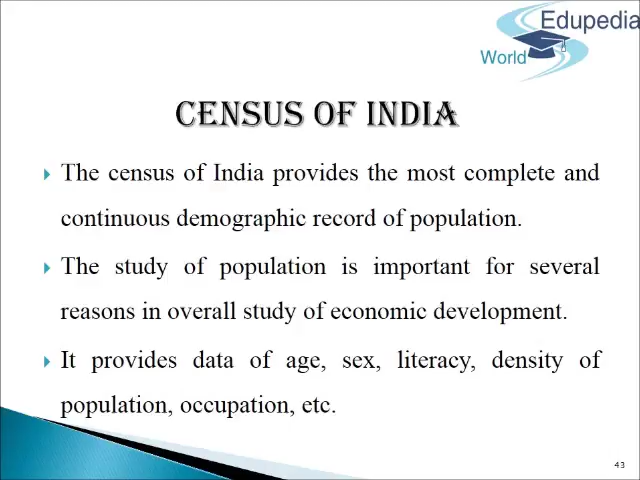 Edupedia
World
CENSUS OF INDIA
The census of India provides the most complete and
continuous demographic record of population.
The study of population is important for several
reasons in overall study of economic development.
It provides data of age, sex, literacy, density of
population, occupation, etc.
43